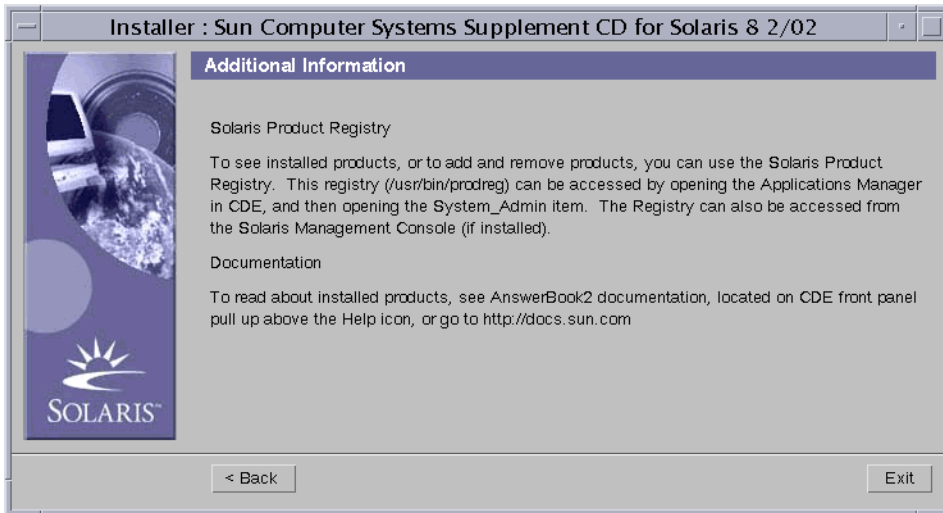 Installer : Sun Computer Systems Supplement CD for Solaris 8 2/02
Additional Information
Solaris Product Registry
To see installed products, or to add and remove products, you can use the Solaris Product
Registry.  This registry (/usr/bin/prodreg) can be accessed by opening the Applications Manager
in CDE, and then opening the System_Admin item.  The Registry can also be accessed from
the Solaris Management Console (if installed).
Documentation
To read about installed products, see AnswerBook2 documentation, located on CDE front panel
pull up above the Help icon, or go to http://docs.sun.com
SOLARIS™
< Back
Exit